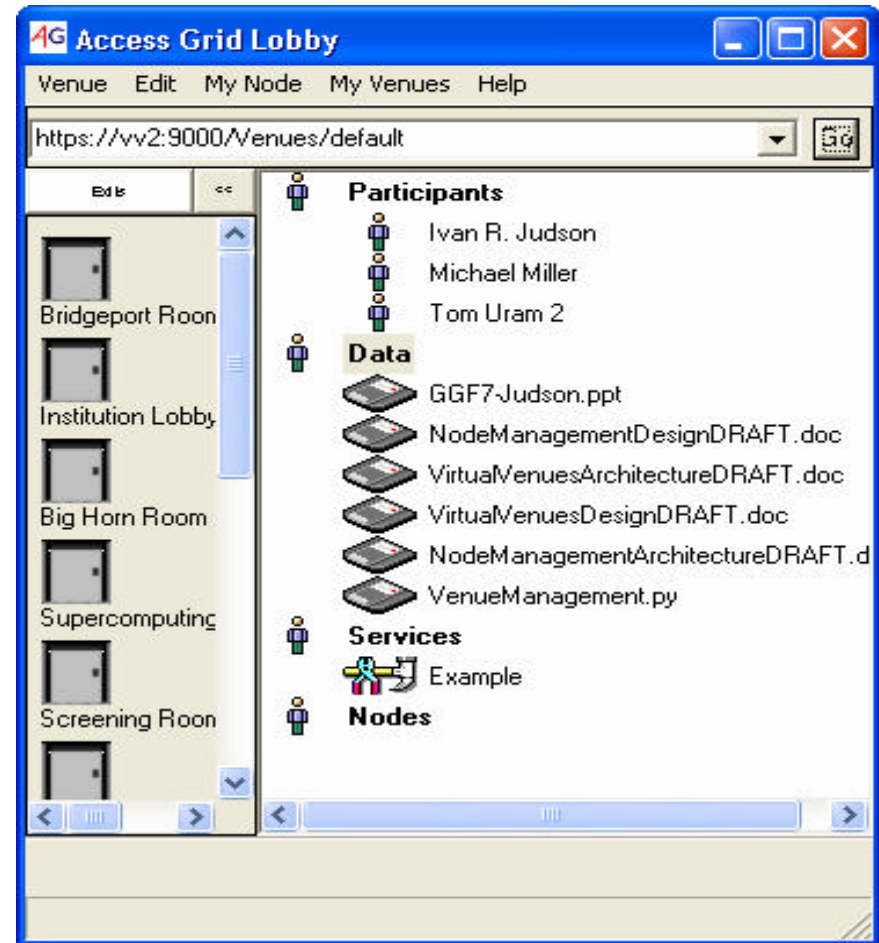 AG Access Grid Lobby
Venue Edit My Node My Venues Help
https://vv2:9000/Venues/default
Go
Exits <<
Bridgeport Roon
Institution Lobby
Big Horn Room
Supercomputing
Screening Roon
Participants
Ivan R. Judson
Michael Miller
Tom Uram 2
Data
GGF7-Judson.ppt
NodeManagementDesignDRAFT.doc
VirtualVenuesArchitectureDRAFT.doc
VirtualVenuesDesignDRAFT.doc
NodeManagementArchitectureDRAFT.d
VenueManagement.py
Services
Example
Nodes